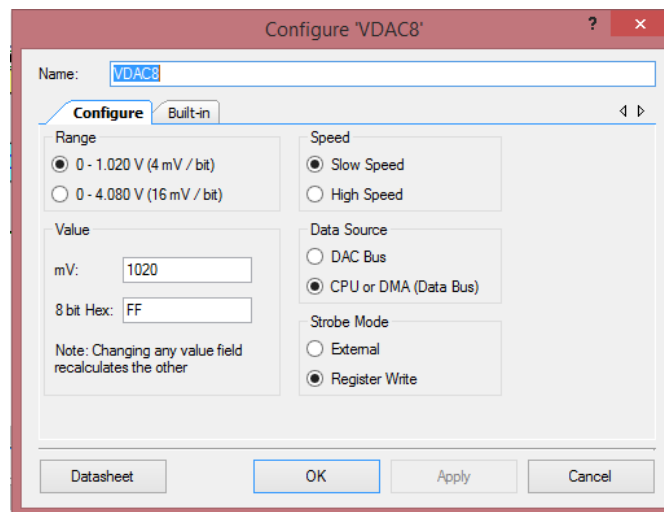 Configure 'VDAC8'
?
Name: VDAC8
Configure Built-in
Range
0 - 1.020 V (4 mV / bit)
0 - 4.080 V (16 mV / bit)
Speed
Slow Speed
High Speed
Value
mV: 1020
8 bit Hex: FF
Note: Changing any value field
recalculates the other
Data Source
DAC Bus
CPU or DMA (Data Bus)
Strobe Mode
External
Register Write
Datasheet OK Apply Cancel